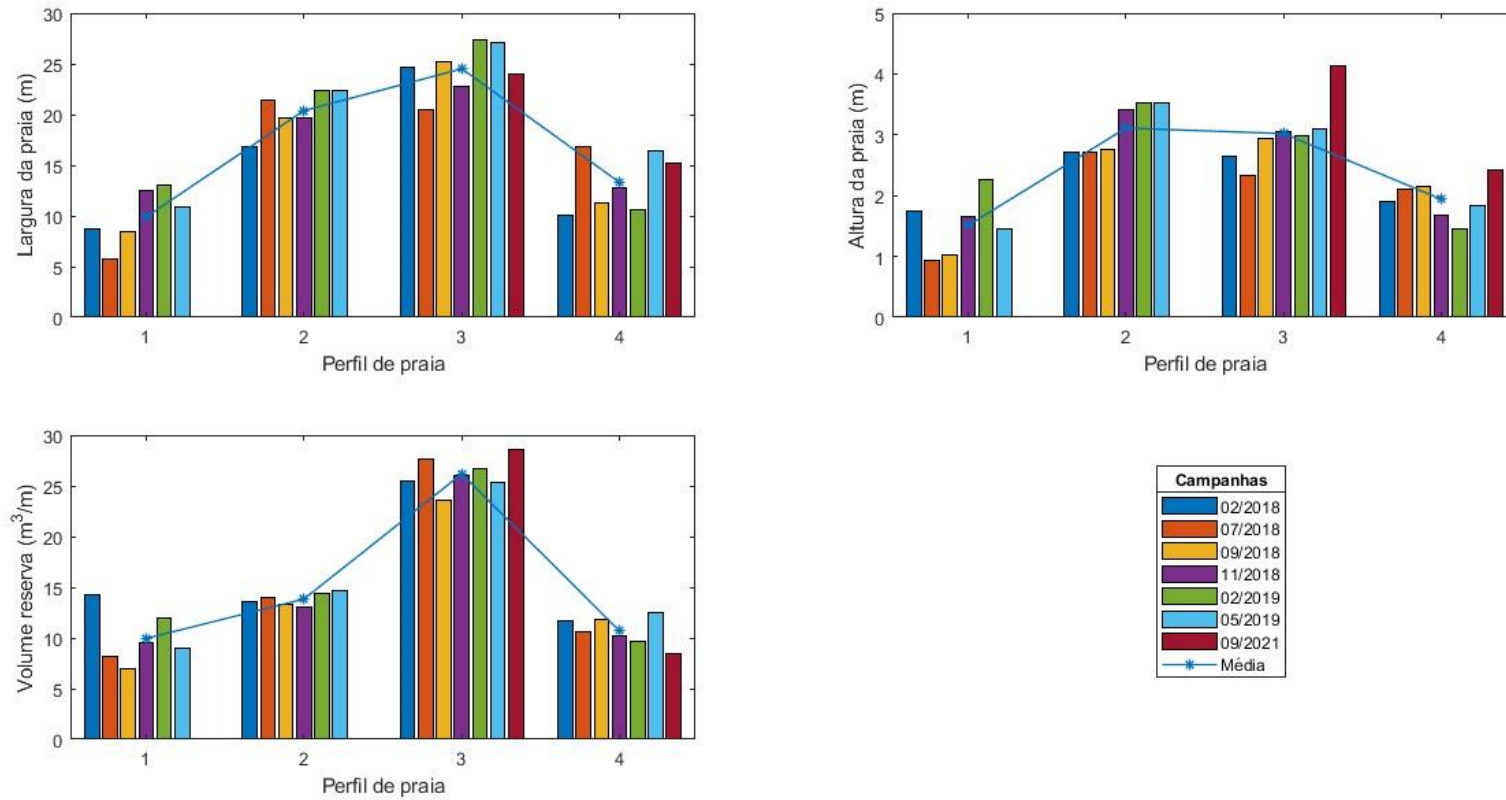 30
25
20
15
10
5
0
Largura da praia (m)
1 2 3 4
Perfil de praia
5
4
3
2
1
0
Altura da praia (m)
1 2 3 4
Perfil de praia
30
25
20
15
10
5
0
Volume reserva (m³/m)
1 2 3 4
Perfil de praia
Campanhas
02/2018
07/2018
09/2018
11/2018
02/2019
05/2019
09/2021
Média